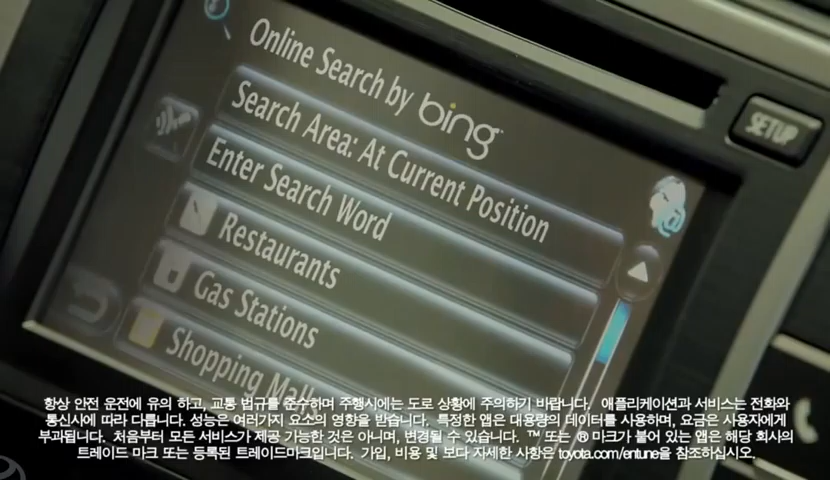 Online Search by bing
Search Area: At Current Position
Enter Search Word
Restaurants
Gas Stations
Shopping Malls
SETUP
항상 안전 운전에 유의 하고, 교통 법규를 준수하며 주행시에는 도로 상황에 주의하기 바랍니다. 애플리케이션과 서비스는 전화와
통신사에 따라 다릅니다. 성능은 여러가지 요소의 영향을 받습니다. 특정한 앱은 대용량의 데이터를 사용하며, 요금은 사용자에게
부과됩니다. 처음부터 모든 서비스가 제공 가능한 것은 아니며, 변경될 수 있습니다. ™ 또는 ® 마크가 붙어 있는 앱은 해당 회사의
트레이드 마크 또는 등록된 트레이드마크입니다. 가입, 비용 및 보다 자세한 사항은 toyota.com/entune을 참조하십시오.